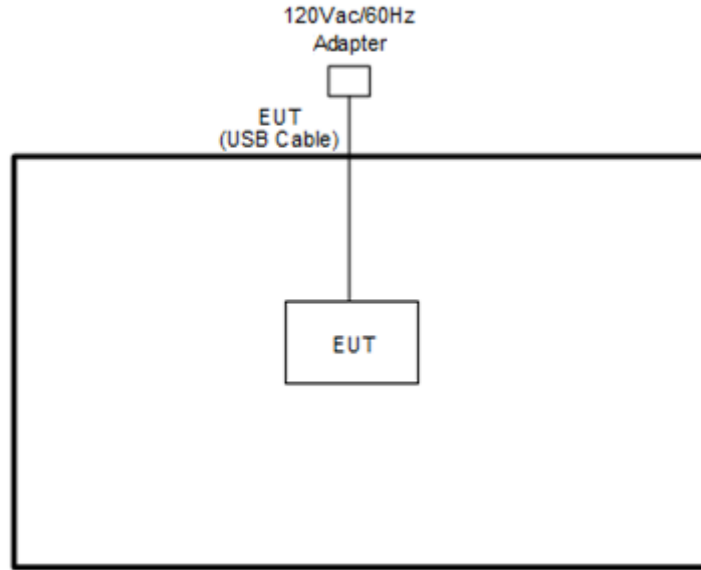 120Vac/60Hz
Adapter
EUT
(USB Cable)
EUT